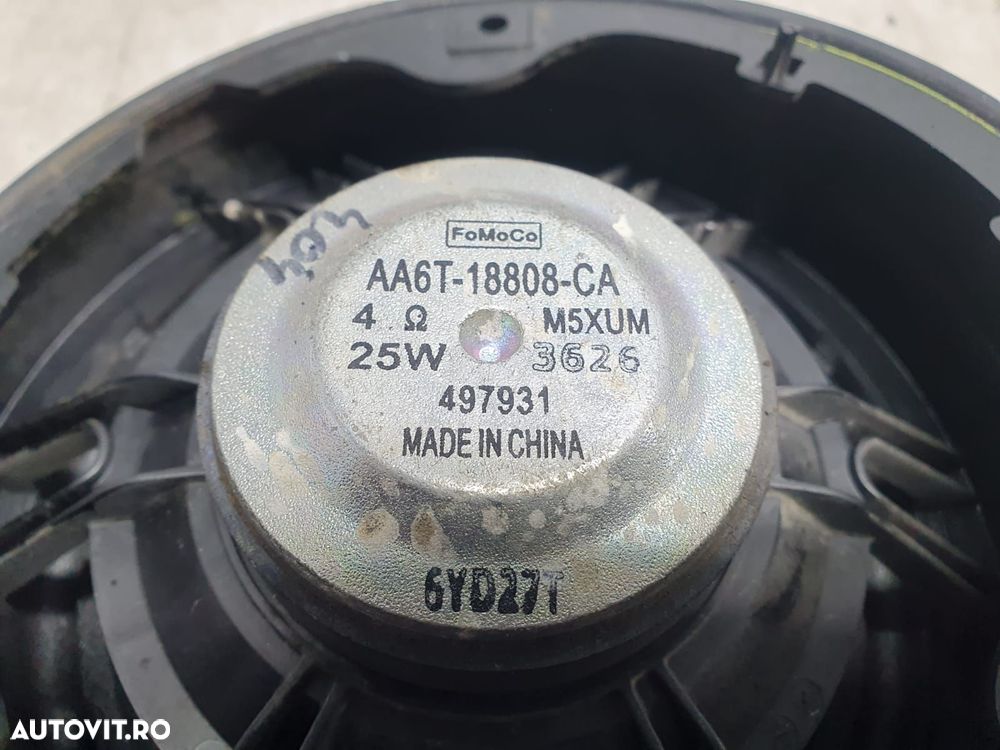 FoMoCo
AA6T-18808-CA
4 Ω M5XUM
25W 3626
497931
MADE IN CHINA
6YD27T
AUTOVIT.RO